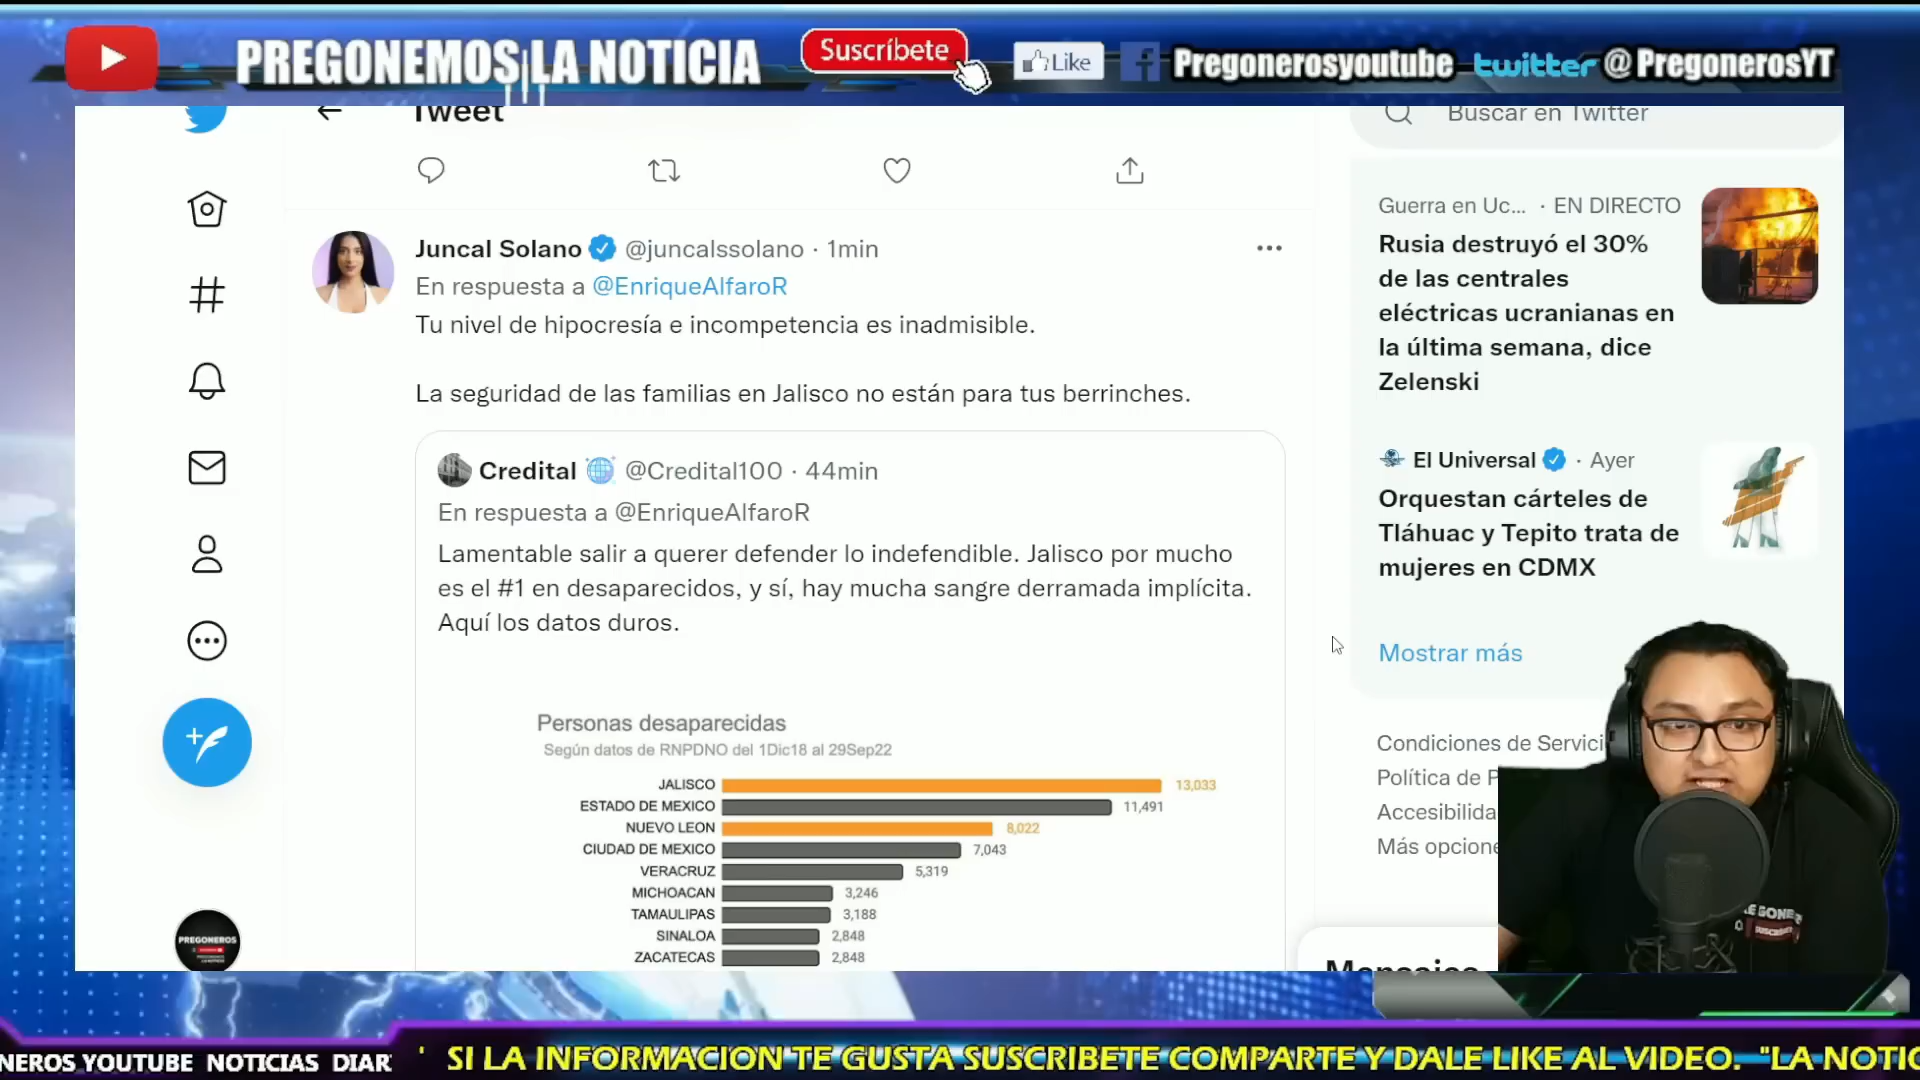 PREGONEMOS LA NOTICIA
Suscríbete
Like
Pregonerosyoutube
twitter @PregonerosYT
Tweet
Buscar en Twitter
Juncal Solano @juncalssolano · 1min
En respuesta a @EnriqueAlfaroR
Tu nivel de hipocresía e incompetencia es inadmisible.
La seguridad de las familias en Jalisco no están para tus berrinches.
Credital @Credital100 · 44min
En respuesta a @EnriqueAlfaroR
Lamentable salir a querer defender lo indefendible. Jalisco por mucho
es el #1 en desaparecidos, y sí, hay mucha sangre derramada implícita.
Aquí los datos duros.
Personas desaparecidas
Según datos de RNPDNO del 1Dic18 al 29Sep22
JALISCO 13,033
ESTADO DE MEXICO 11,491
NUEVO LEON 8,022
CIUDAD DE MEXICO 7,043
VERACRUZ 5,319
MICHOACAN 3,246
TAMAULIPAS 3,188
SINALOA 2,848
ZACATECAS 2,848
Guerra en Uc... · EN DIRECTO
Rusia destruyó el 30%
de las centrales
eléctricas ucranianas en
la última semana, dice
Zelenski
El Universal · Ayer
Orquestan cárteles de
Tláhuac y Tepito trata de
mujeres en CDMX
Mostrar más
Condiciones de Servici
Política de P
Accesibilida
Más opcione
Mensajes
PREGONEROS
NEROS YOUTUBE NOTICIAS DIAR
' SI LA INFORMACION TE GUSTA SUSCRIBETE COMPARTE Y DALE LIKE AL VIDEO. "LA NOTIC